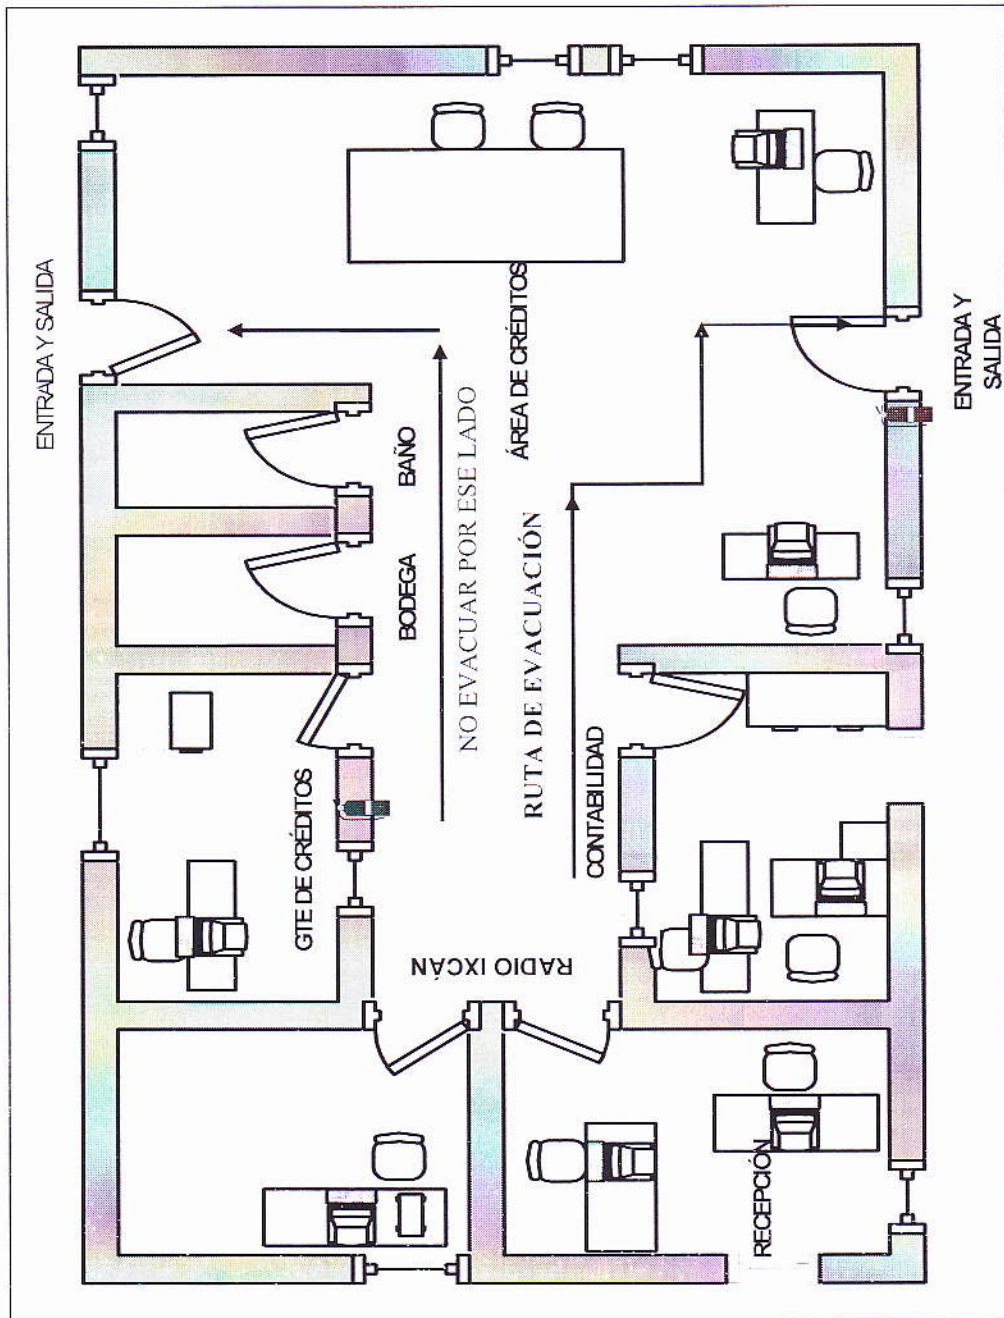 ENTRADA Y SALIDA
BAÑO
BODEGA
GTE DE CRÉDITOS
NO EVACUAR POR ESE LADO
ÁREA DE CRÉDITOS
RUTA DE EVACUACIÓN
CONTABILIDAD
RADIO IXCÁN
RECEPCIÓN
ENTRADA Y
SALIDA